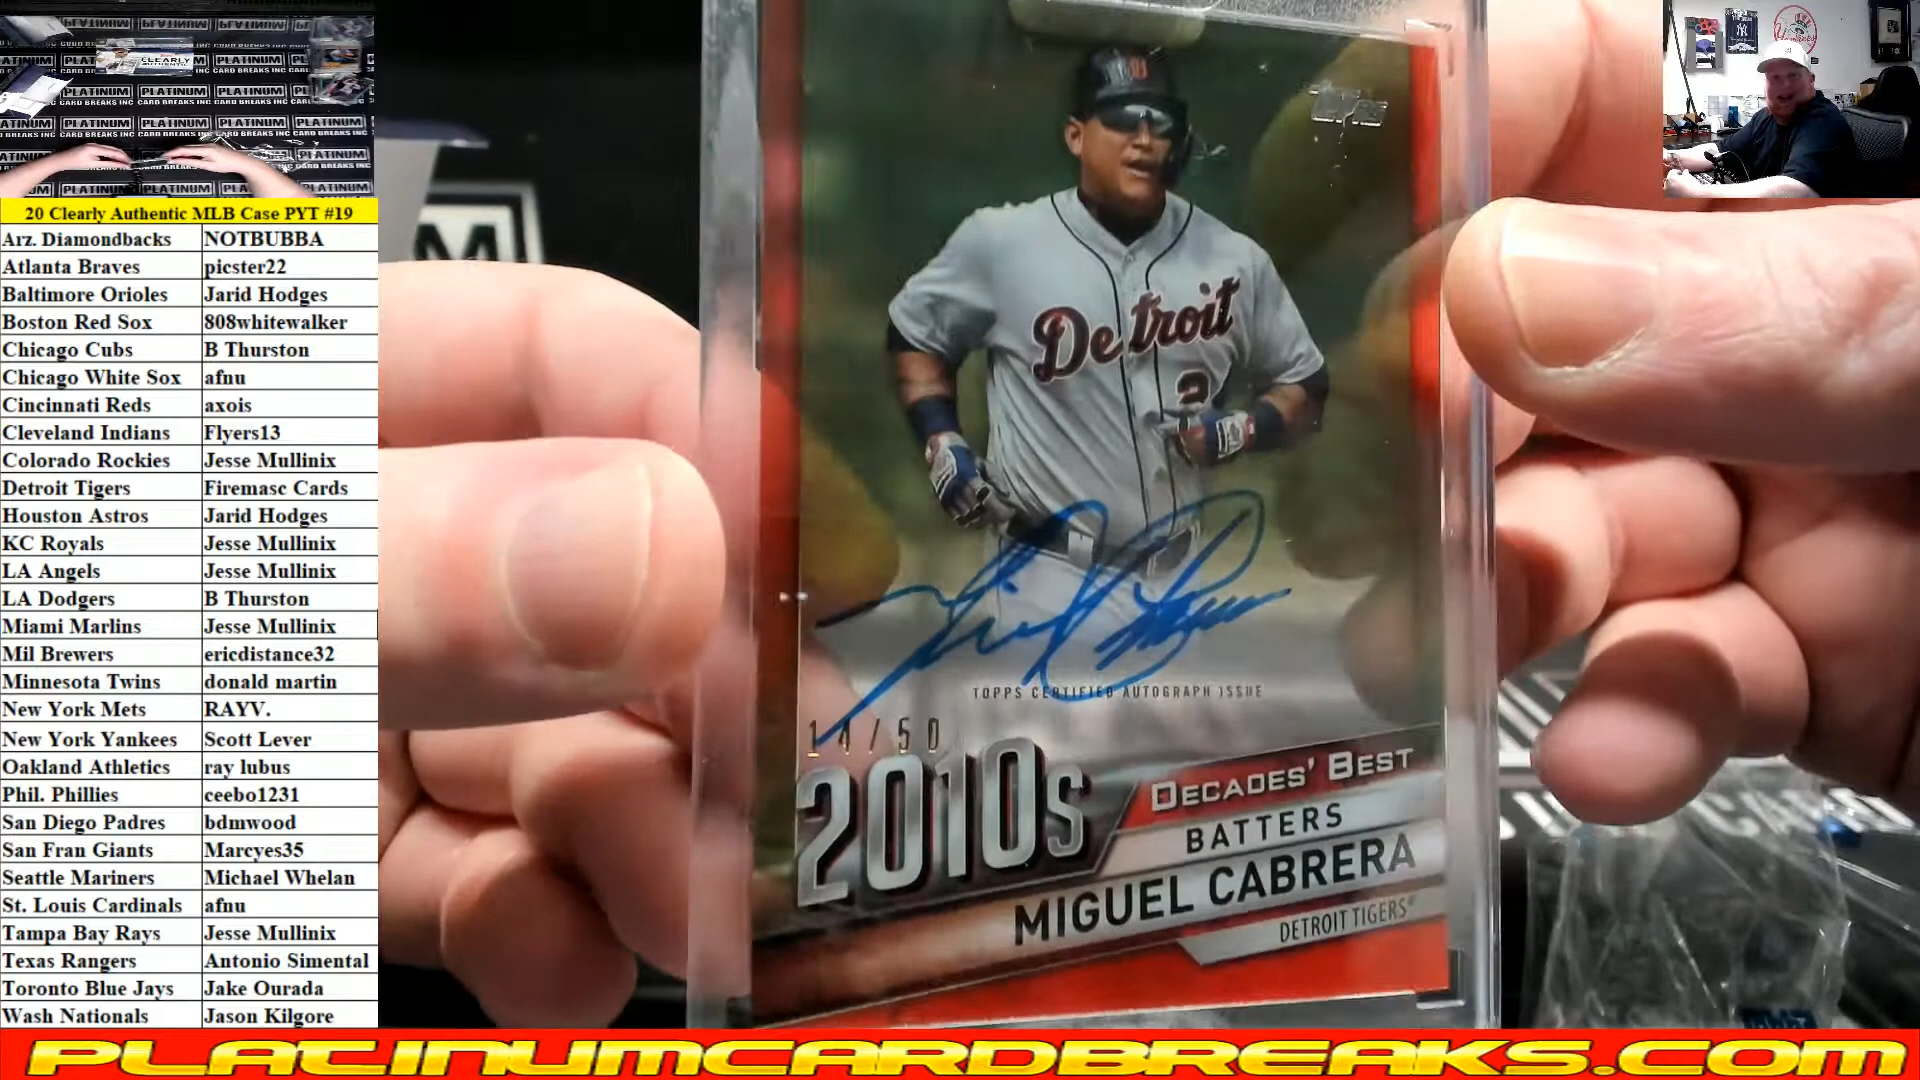 20 Clearly Authentic MLB Case PYT #19
Arz. Diamondbacks NOTBUBBA
Atlanta Braves picster22
Baltimore Orioles Jarid Hodges
Boston Red Sox 808whitewalker
Chicago Cubs B Thurston
Chicago White Sox afnu
Cincinnati Reds axois
Cleveland Indians Flyers13
Colorado Rockies Jesse Mullinix
Detroit Tigers Firemasc Cards
Houston Astros Jarid Hodges
KC Royals Jesse Mullinix
LA Angels Jesse Mullinix
LA Dodgers B Thurston
Miami Marlins Jesse Mullinix
Mil Brewers ericdistance32
Minnesota Twins donald martin
New York Mets RAYV.
New York Yankees Scott Lever
Oakland Athletics ray lubus
Phil. Phillies ceebo1231
San Diego Padres bdmwood
San Fran Giants Marcyes35
Seattle Mariners Michael Whelan
St. Louis Cardinals afnu
Tampa Bay Rays Jesse Mullinix
Texas Rangers Antonio Simental
Toronto Blue Jays Jake Ourada
Wash Nationals Jason Kilgore
Detroit
2
TOPPS CERTIFIED AUTOGRAPH ISSUE
14/50
2010s
DECADES' BEST
BATTERS
MIGUEL CABRERA
DETROIT TIGERS
PLATINUMCARDBREAKS.COM
CLEARLY
PLATINUM
CARD BREAKS INC